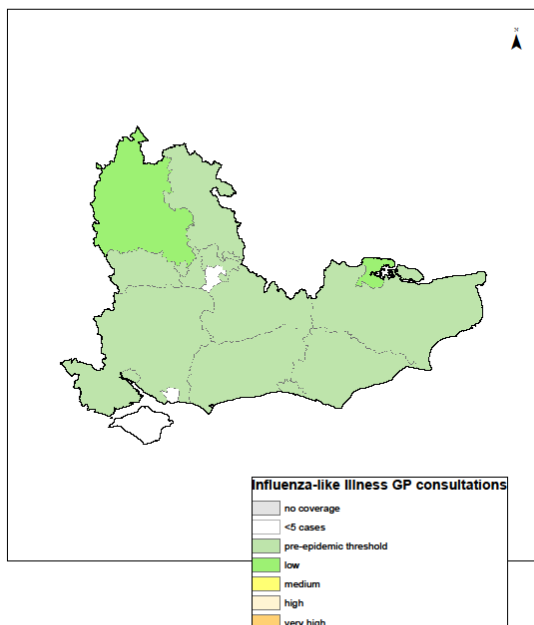 N
Influenza-like Illness GP consultations
no coverage
<5 cases
pre-epidemic threshold
low
medium
high
very high